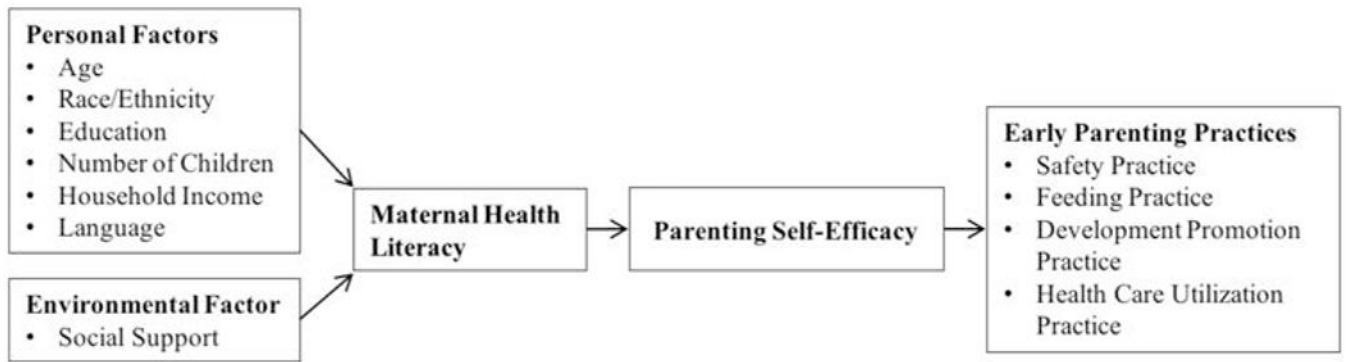 Personal Factors
• Age
• Race/Ethnicity
• Education
• Number of Children
• Household Income
• Language
Environmental Factor
• Social Support
Maternal Health
Literacy
Parenting Self-Efficacy
Early Parenting Practices
• Safety Practice
• Feeding Practice
• Development Promotion
Practice
• Health Care Utilization
Practice